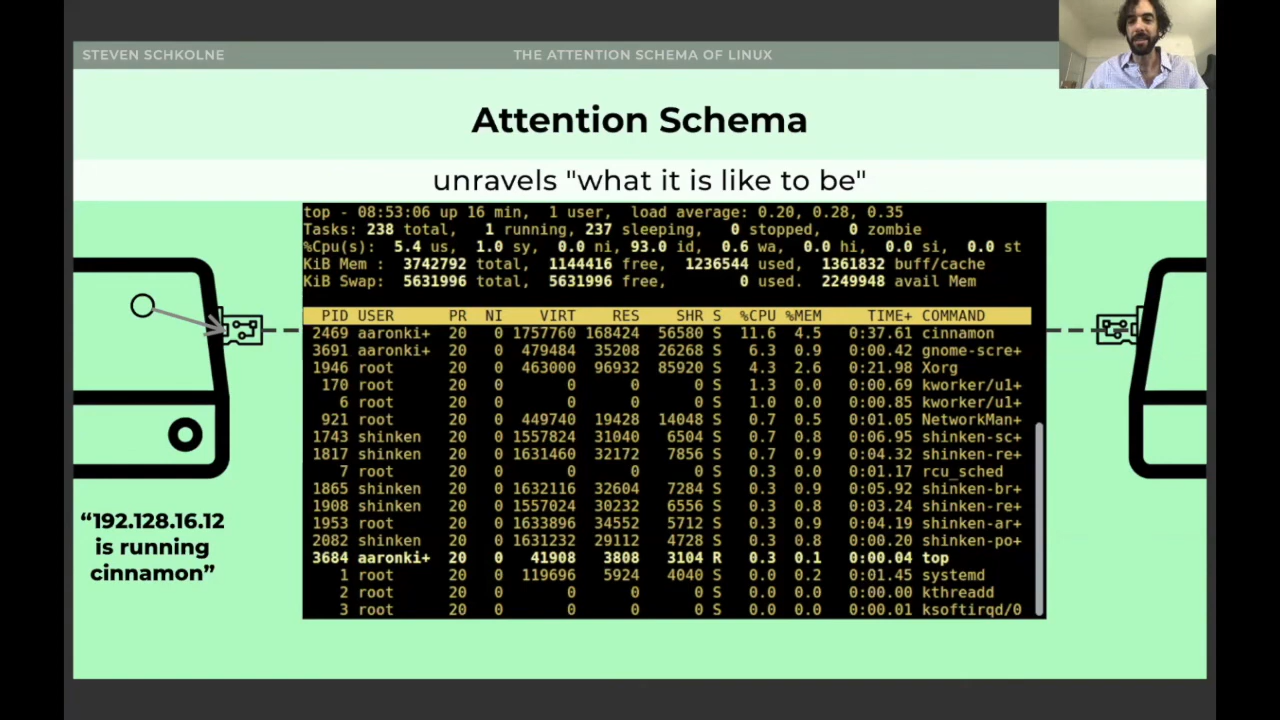 STEVEN SCHKOLNE
THE ATTENTION SCHEMA OF LINUX
Attention Schema
unravels "what it is like to be"
top - 08:53:06 up 16 min,  1 user,  load average: 0.20, 0.28, 0.35
Tasks: 238 total,   1 running, 237 sleeping,   0 stopped,   0 zombie
%Cpu(s):  5.4 us,  1.0 sy,  0.0 ni, 93.0 id,  0.6 wa,  0.0 hi,  0.0 si,  0.0 st
KiB Mem :  3742792 total,  1144416 free,  1236544 used,  1361832 buff/cache
KiB Swap:  5631996 total,  5631996 free,        0 used.  2249948 avail Mem
PID USER PR NI VIRT RES SHR S %CPU %MEM TIME+ COMMAND
2469 aaronki+ 20 0 1757760 168424 56580 S 11.6 4.5 0:37.61 cinnamon
3691 aaronki+ 20 0 479484 35208 26268 S 6.3 0.9 0:00.42 gnome-scre+
1946 root 20 0 463000 96932 85920 S 4.3 2.6 0:21.98 Xorg
170 root 20 0 0 0 0 S 1.3 0.0 0:00.69 kworker/u1+
6 root 20 0 0 0 0 S 1.0 0.0 0:00.85 kworker/u1+
921 root 20 0 449740 19428 14048 S 0.7 0.5 0:01.05 NetworkMan+
1743 shinken 20 0 1557824 31040 6504 S 0.7 0.8 0:06.95 shinken-sc+
1817 shinken 20 0 1631460 32172 7856 S 0.7 0.9 0:04.32 shinken-re+
7 root 20 0 0 0 0 S 0.3 0.0 0:01.17 rcu_sched
1865 shinken 20 0 1632116 32604 7284 S 0.3 0.9 0:05.92 shinken-br+
1908 shinken 20 0 1557024 30232 6556 S 0.3 0.8 0:03.24 shinken-re+
1953 root 20 0 1633896 34552 5712 S 0.3 0.9 0:04.19 shinken-ar+
2082 shinken 20 0 1631232 29112 4728 S 0.3 0.8 0:00.20 shinken-po+
3684 aaronki+ 20 0 41908 3808 3104 R 0.3 0.1 0:00.04 top
1 root 20 0 119696 5924 4040 S 0.0 0.2 0:01.45 systemd
2 root 20 0 0 0 0 S 0.0 0.0 0:00.00 kthreadd
3 root 20 0 0 0 0 S 0.0 0.0 0:00.01 ksoftirqd/0
“192.128.16.12
is running
cinnamon”